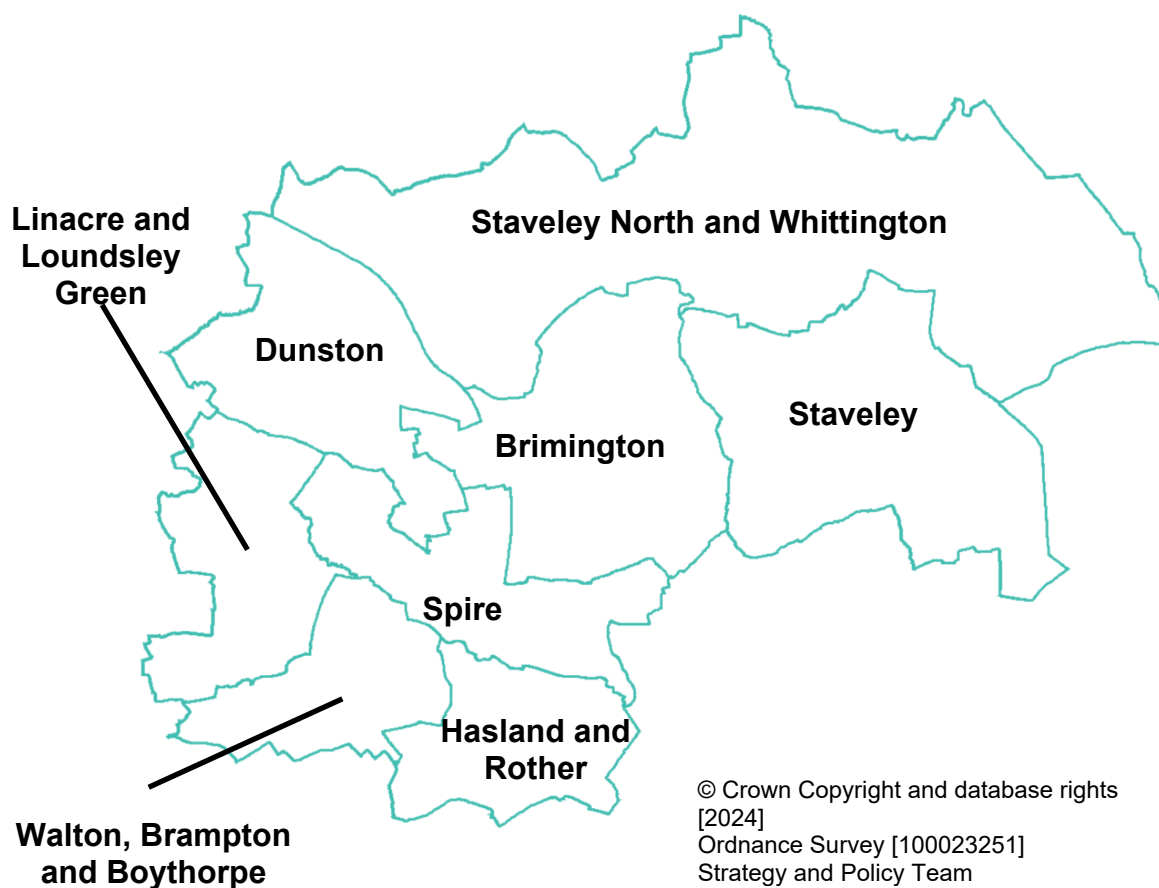 Staveley North and Whittington
Linacre and
Loundsley
Green
Dunston
Staveley
Brimington
Spire
Hasland and
Rother
Walton, Brampton
and Boythorpe
© Crown Copyright and database rights
[2024]
Ordnance Survey [100023251]
Strategy and Policy Team